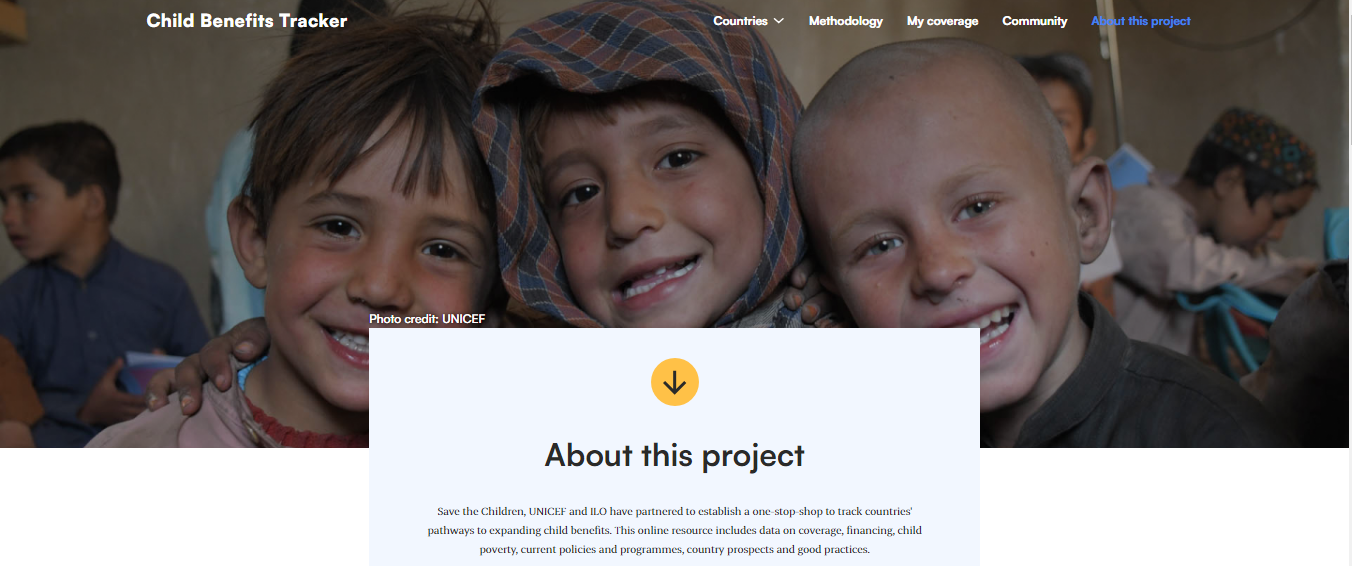 Child Benefits Tracker
Countries
Methodology
My coverage
Community
About this project
Photo credit: UNICEF
About this project
Save the Children, UNICEF and ILO have partnered to establish a one-stop-shop to track countries'
pathways to expanding child benefits. This online resource includes data on coverage, financing, child
poverty, current policies and programmes, country prospects and good practices.